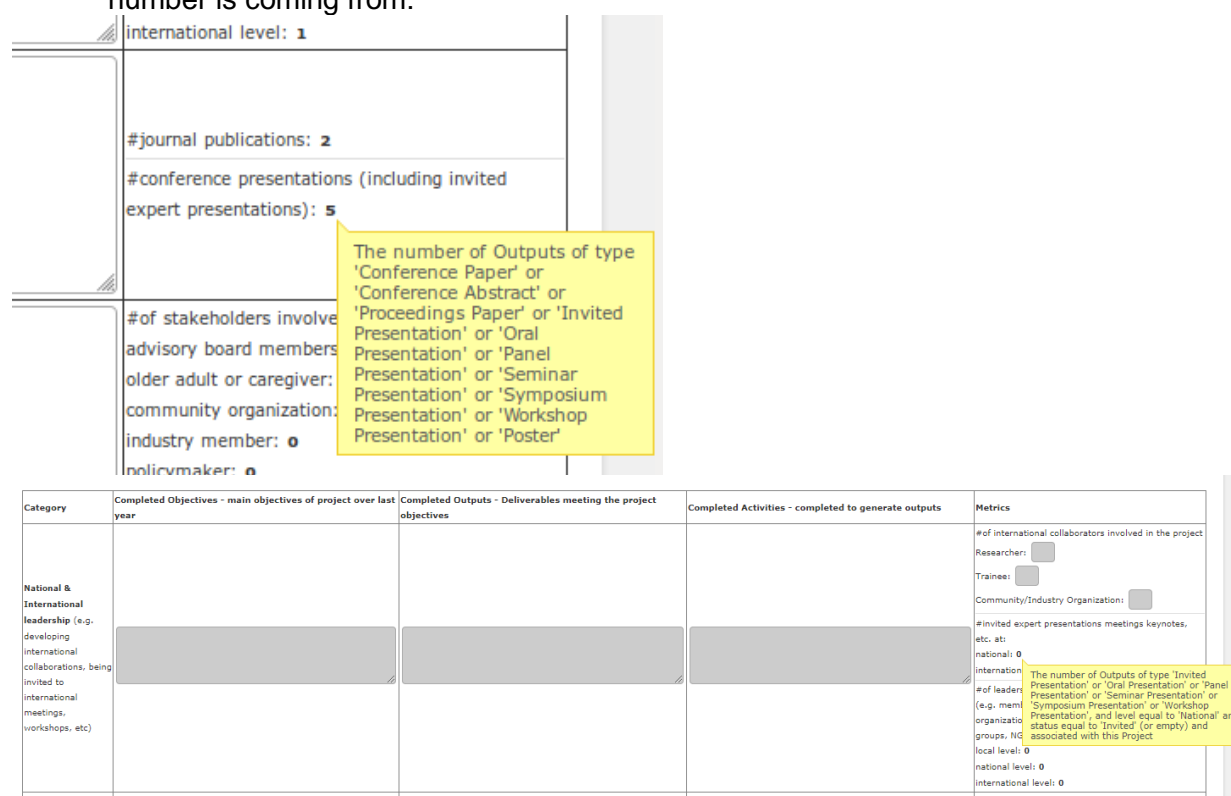 number is coming from.
international level: 1
#journal publications: 2
#conference presentations (including invited
expert presentations): 5
The number of Outputs of type
'Conference Paper' or
'Conference Abstract' or
'Proceedings Paper' or 'Invited
Presentation' or 'Oral
Presentation' or 'Panel
Presentation' or 'Seminar
Presentation' or 'Symposium
Presentation' or 'Workshop
Presentation' or 'Poster'
#of stakeholders involve
advisory board members
older adult or caregiver:
community organization:
industry member: 0
policymaker: 0
Category
Completed Objectives - main objectives of project over last
year
Completed Outputs - Deliverables meeting the project
objectives
Completed Activities - completed to generate outputs
Metrics
National &
International
leadership (e.g.
developing
international
collaborations, being
invited to
international
meetings,
workshops, etc)
#of international collaborators involved in the project
Researcher:
Trainee:
Community/Industry Organization:
#invited expert presentations meetings keynotes,
etc. at:
national: 0
internation
#of leaders
(e.g. memb
organizatio
groups, NG
local level: 0
national level: 0
international level: 0
The number of Outputs of type 'Invited
Presentation' or 'Oral Presentation' or 'Panel
Presentation' or 'Seminar Presentation' or
'Symposium Presentation' or 'Workshop
Presentation', and level equal to 'National' an
status equal to 'Invited' (or empty) and
associated with this Project